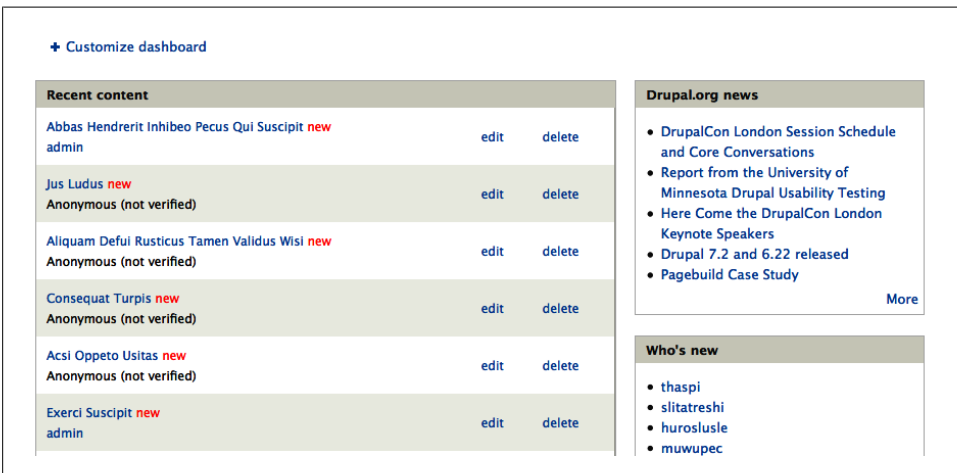 + Customize dashboard
Recent content
Abbas Hendrerit Inhibeo Pecus Qui Suscipit new
admin
edit delete
Jus Ludus new
Anonymous (not verified)
edit delete
Aliquam Defui Rusticus Tamen Validus Wisi new
Anonymous (not verified)
edit delete
Consequat Turpis new
Anonymous (not verified)
edit delete
Acsi Oppeto Usitas new
Anonymous (not verified)
edit delete
Exerci Suscipit new
admin
edit delete
Drupal.org news
• DrupalCon London Session Schedule
and Core Conversations
• Report from the University of
Minnesota Drupal Usability Testing
• Here Come the DrupalCon London
Keynote Speakers
• Drupal 7.2 and 6.22 released
• Pagebuild Case Study
More
Who's new
• thaspi
• slitatreshi
• huroslusle
• muwupec